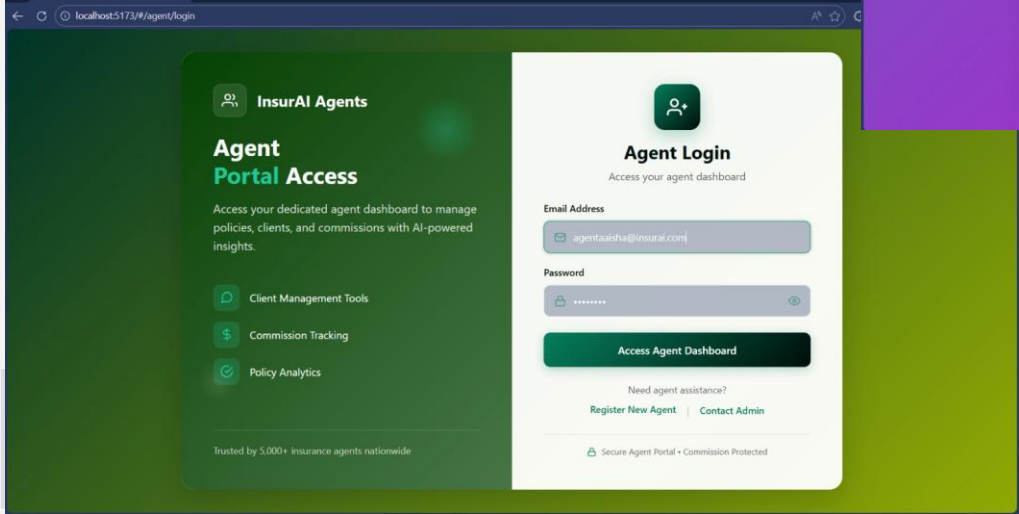 localhost:5173/#/agent/login
InsurAI Agents
Agent
Portal Access
Access your dedicated agent dashboard to manage
policies, clients, and commissions with AI-powered
insights.
Client Management Tools
Commission Tracking
Policy Analytics
Trusted by 5,000+ insurance agents nationwide
Agent Login
Access your agent dashboard
Email Address
agentaaisha@insurai.com
Password
••••••••
Access Agent Dashboard
Need agent assistance?
Register New Agent | Contact Admin
Secure Agent Portal • Commission Protected